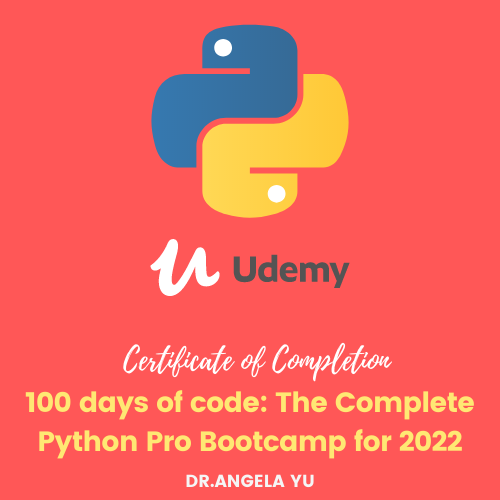 Udemy
Certificate of Completion
100 days of code: The Complete
Python Pro Bootcamp for 2022
DR.ANGELA YU